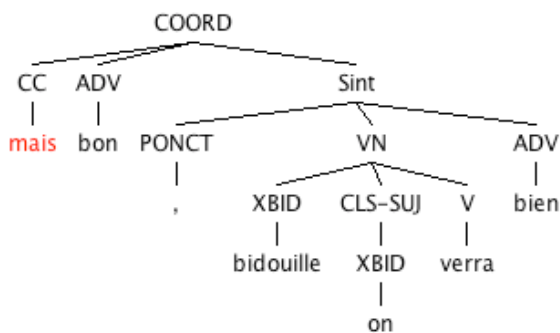 COORD
CC ADV Sint
mais bon PONCT VN ADV
, XBID CLS-SUJ V bien
bidouille XBID verra
on